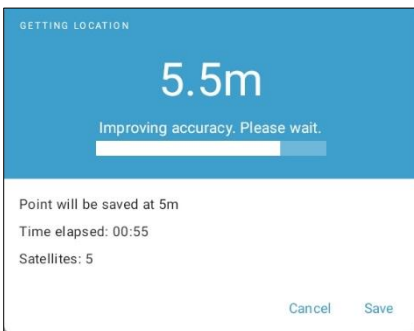 GETTING LOCATION
5.5m
Improving accuracy. Please wait.
Point will be saved at 5m
Time elapsed: 00:55
Satellites: 5
Cancel Save